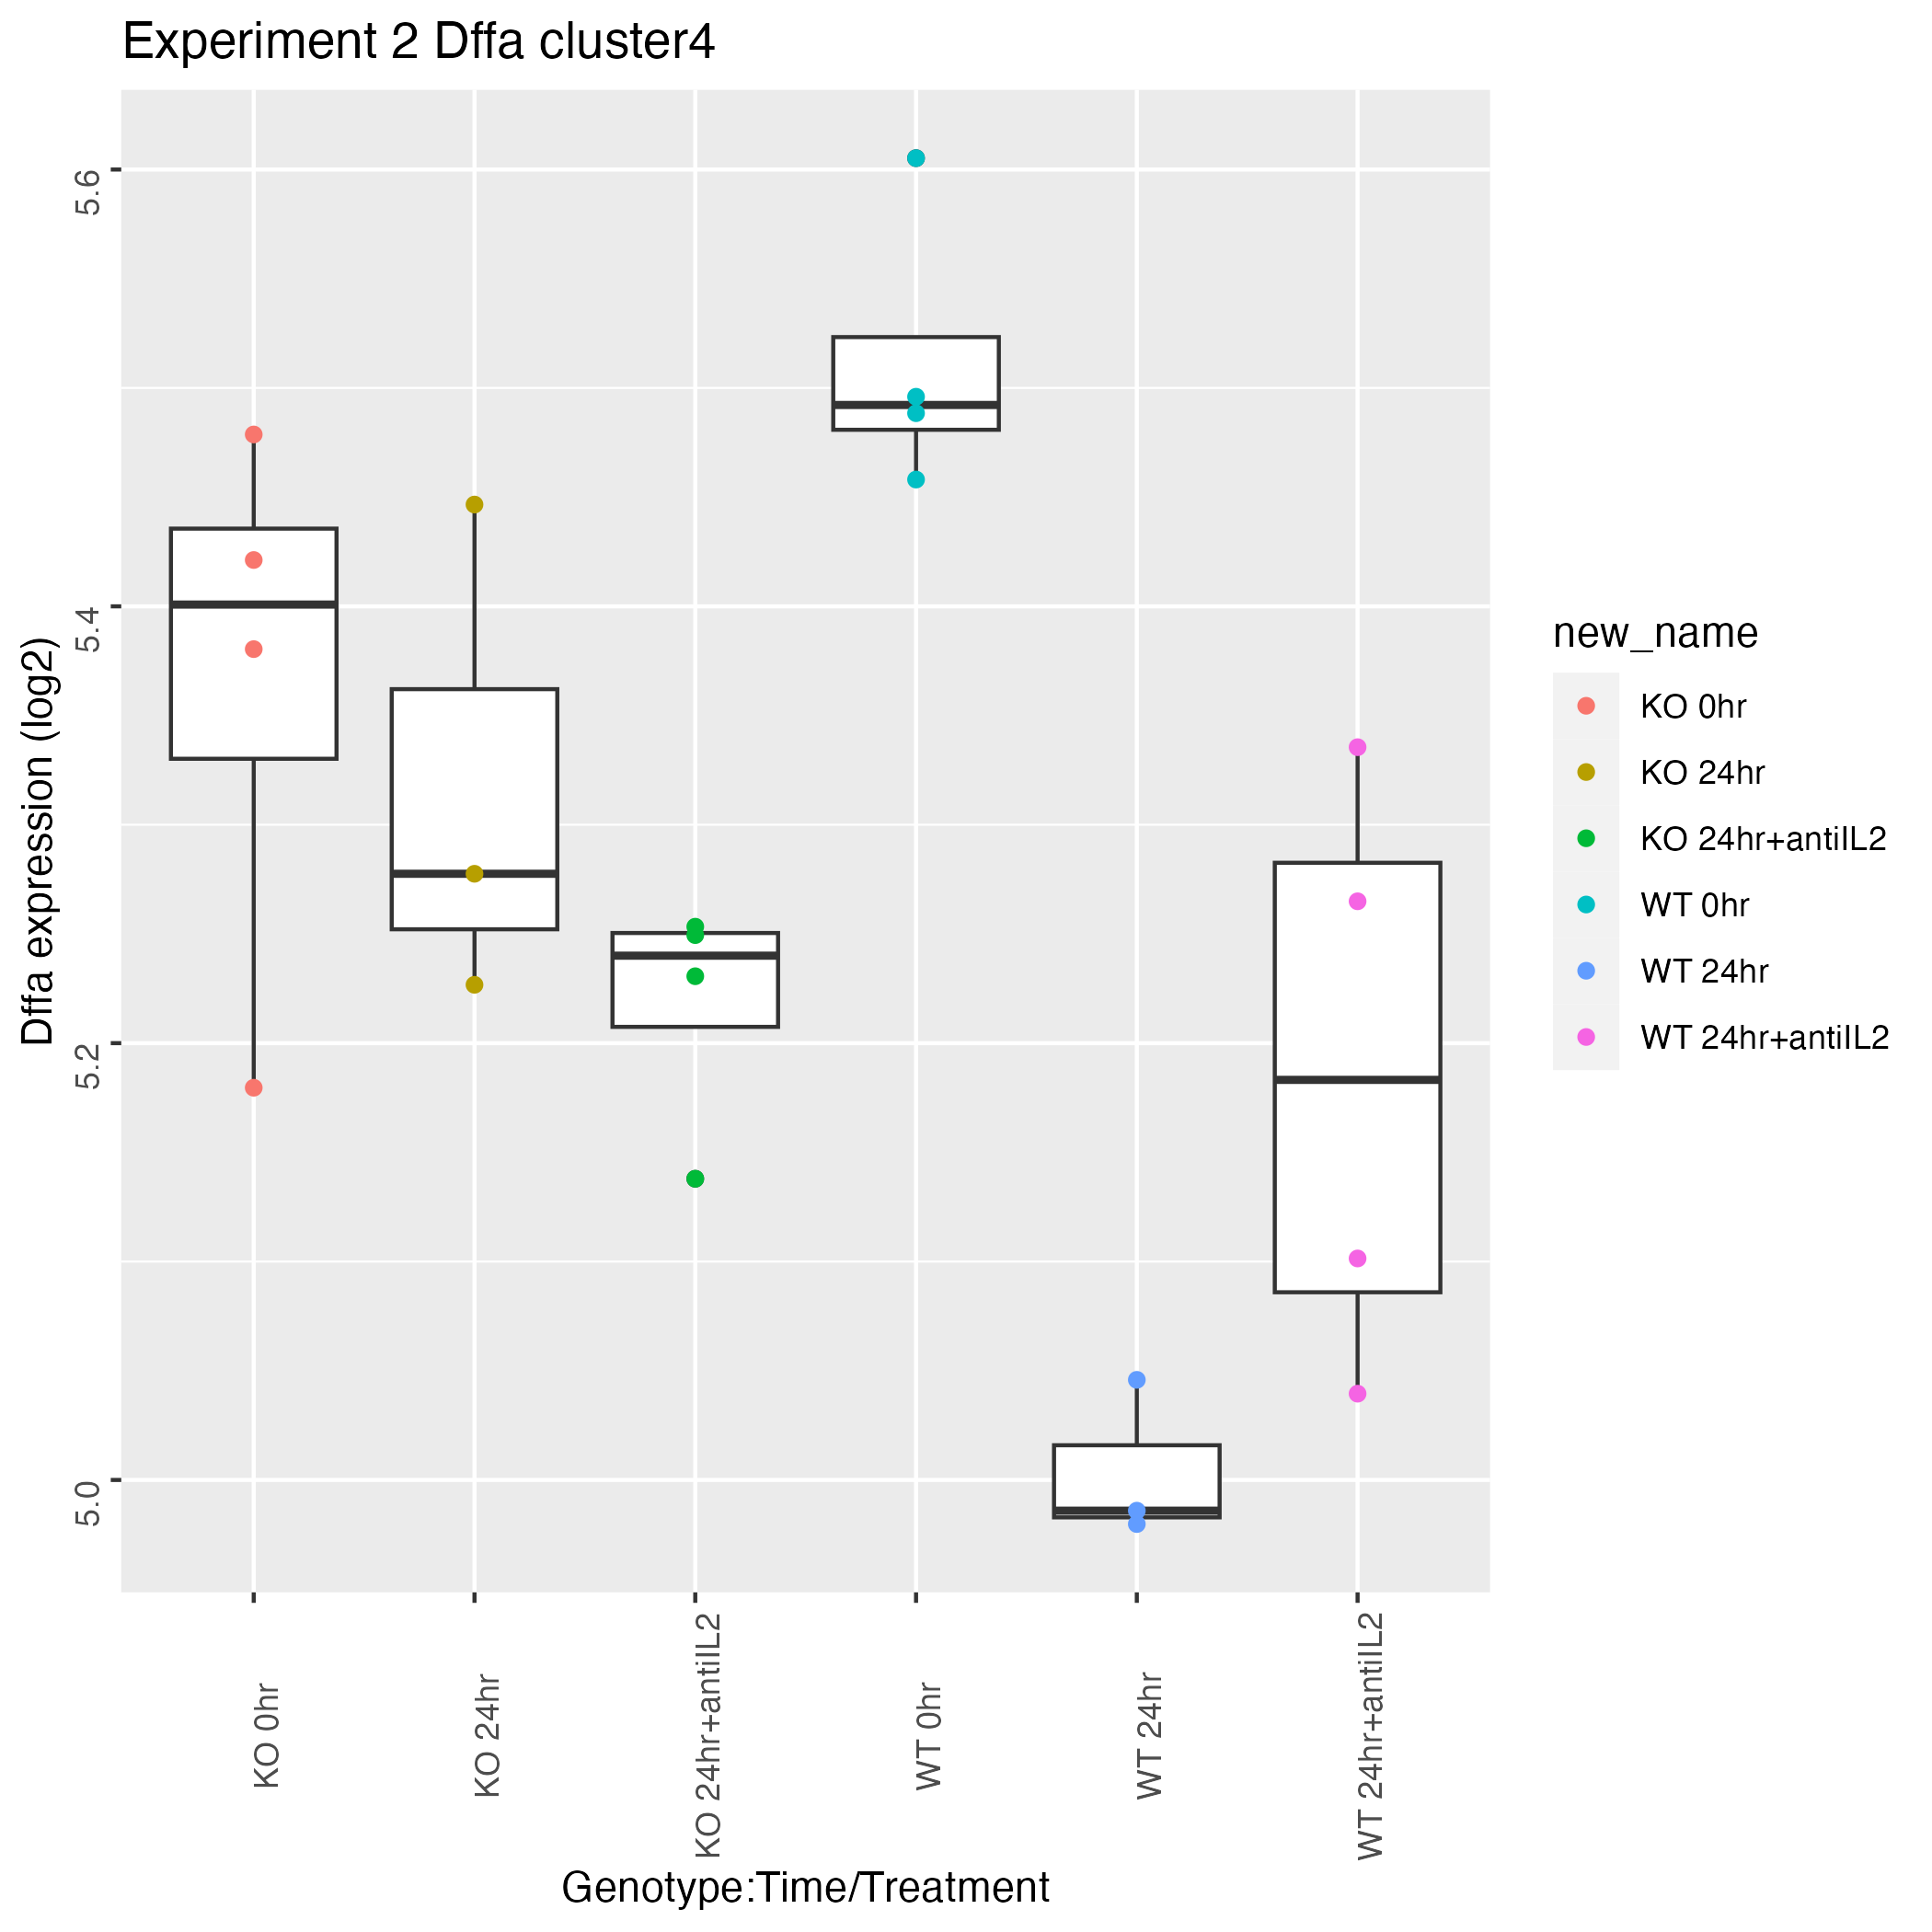 Experiment 2 Dffa cluster4
Dffa expression (log2)
5.6
5.4
5.2
5.0
KO 0hr
KO 24hr
KO 24hr+antiIL2
WT 0hr
WT 24hr
WT 24hr+antiIL2
Genotype:Time/Treatment
new_name
KO 0hr
KO 24hr
KO 24hr+antiIL2
WT 0hr
WT 24hr
WT 24hr+antiIL2